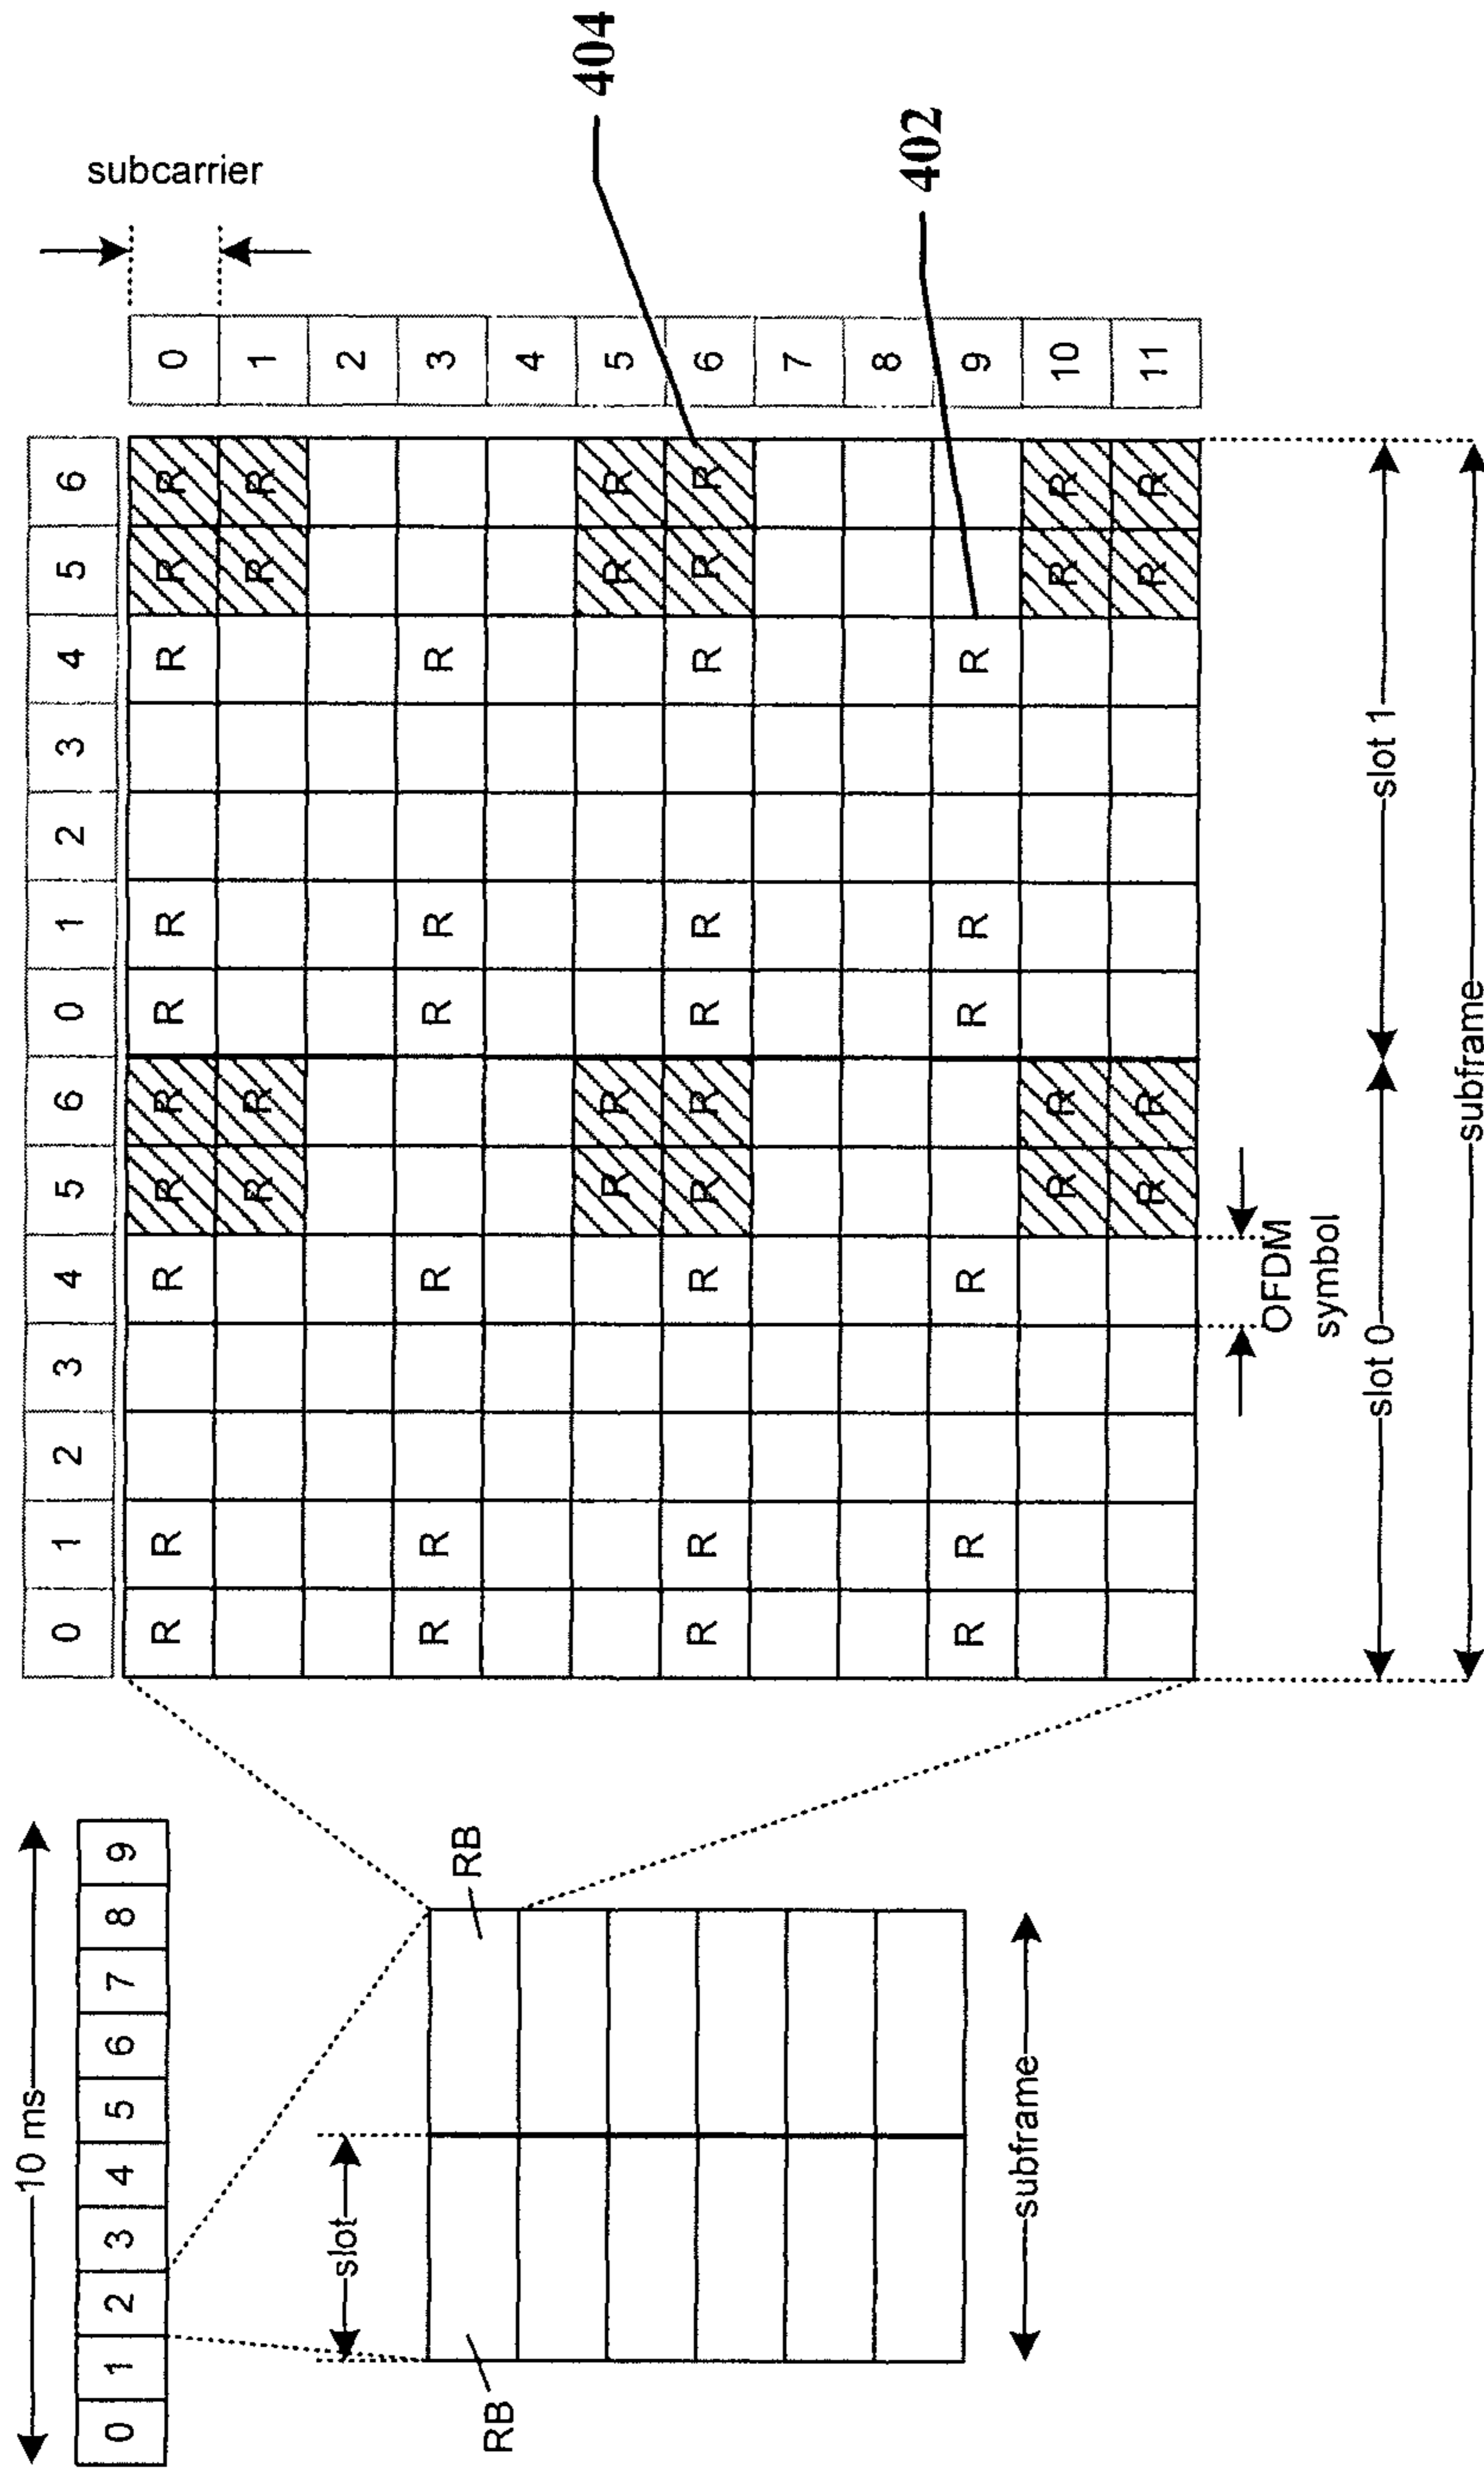 10 ms
0 1 2 3 4 5 6 7 8 9
slot
RB
RB
subframe
0 1 2 3 4 5 6 0 1 2 3 4 5 6
subcarrier
R R R R R R R R R R 0
R R R R 1
2
R R R R R R 3
4
R R R R 5
R R R R R R R R R R 6
7
8
R R R R R R 9
R R R R 10
R R R R 11
404
402
OFDM
symbol
slot 0
slot 1
subframe